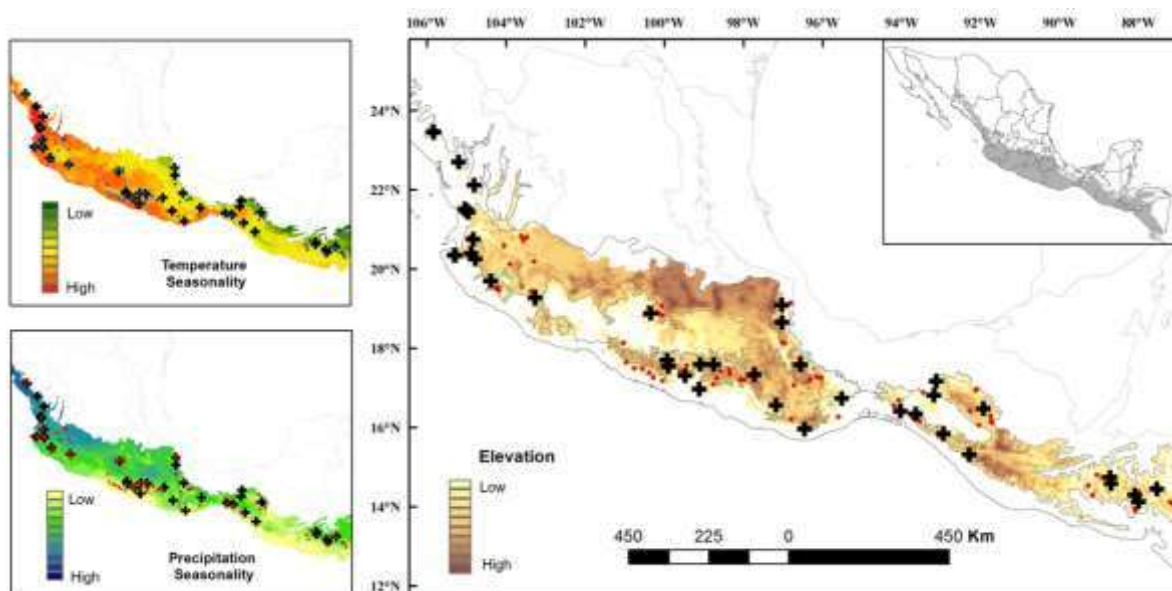 106°W 104°W 102°W 100°W 98°W 96°W 94°W 92°W 90°W 88°W
Low
High
Temperature
Seasonality
Low
High
Precipitation
Seasonality
24°N
22°N
20°N
18°N
16°N
14°N
12°N
Elevation
Low
High
450 225 0 450 Km